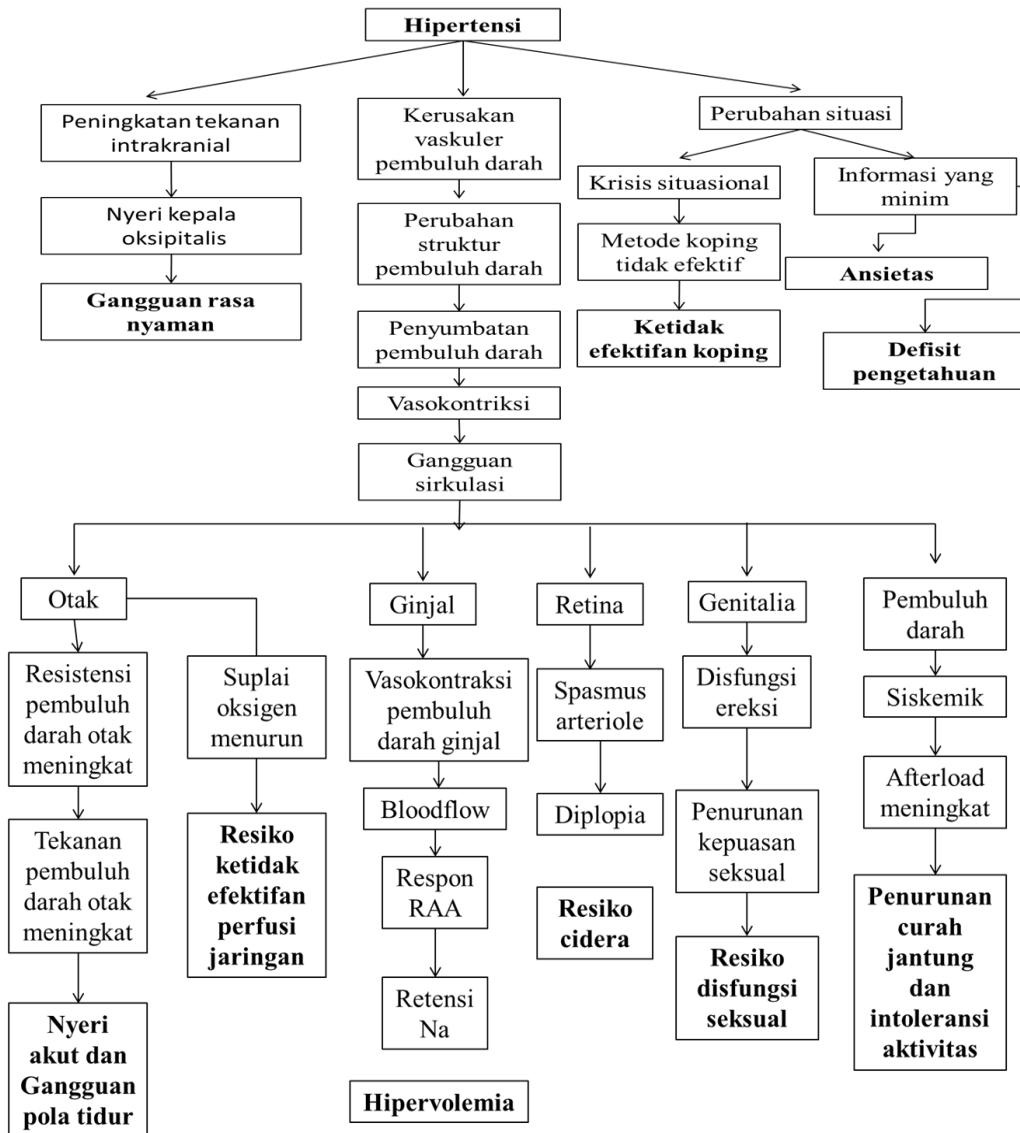 Hipertensi
Peningkatan tekanan
intrakranial
Nyeri kepala
oksipitalis
Gangguan rasa
nyaman
Kerusakan
vaskuler
pembuluh darah
Perubahan
struktur
pembuluh darah
Penyumbatan
pembuluh darah
Vasokontriksi
Gangguan
sirkulasi
Perubahan situasi
Krisis situasional
Metode koping
tidak efektif
Ketidak
efektifan koping
Informasi yang
minim
Ansietas
Defisit
pengetahuan
Otak
Resistensi
pembuluh
darah otak
meningkat
Tekanan
pembuluh
darah otak
meningkat
Nyeri
akut dan
Gangguan
pola tidur
Suplai
oksigen
menurun
Resiko
ketidak
efektifan
perfusi
jaringan
Ginjal
Vasokontraksi
pembuluh
darah ginjal
Bloodflow
Respon
RAA
Retensi
Na
Hipervolemia
Retina
Spasmus
arteriole
Diplopia
Resiko
cidera
Genitalia
Disfungsi
ereksi
Penurunan
kepuasan
seksual
Resiko
disfungsi
seksual
Pembuluh
darah
Siskemik
Afterload
meningkat
Penurunan
curah
jantung
dan
intoleransi
aktivitas